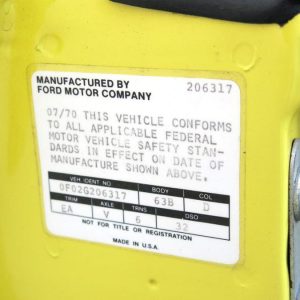 MANUFACTURED BY 206317
FORD MOTOR COMPANY
07/70 THIS VEHICLE CONFORMS
TO ALL APPLICABLE FEDERAL
MOTOR VEHICLE SAFETY STAN-
DARDS IN EFFECT ON DATE OF
MANUFACTURE SHOWN ABOVE.
VEH. IDENT NO BODY COL
0F02G206317 63B D
TRIM AXLE TRNS DSO
EA V 6 32
NOT FOR TITLE OR REGISTRATION
MADE IN U.S.A